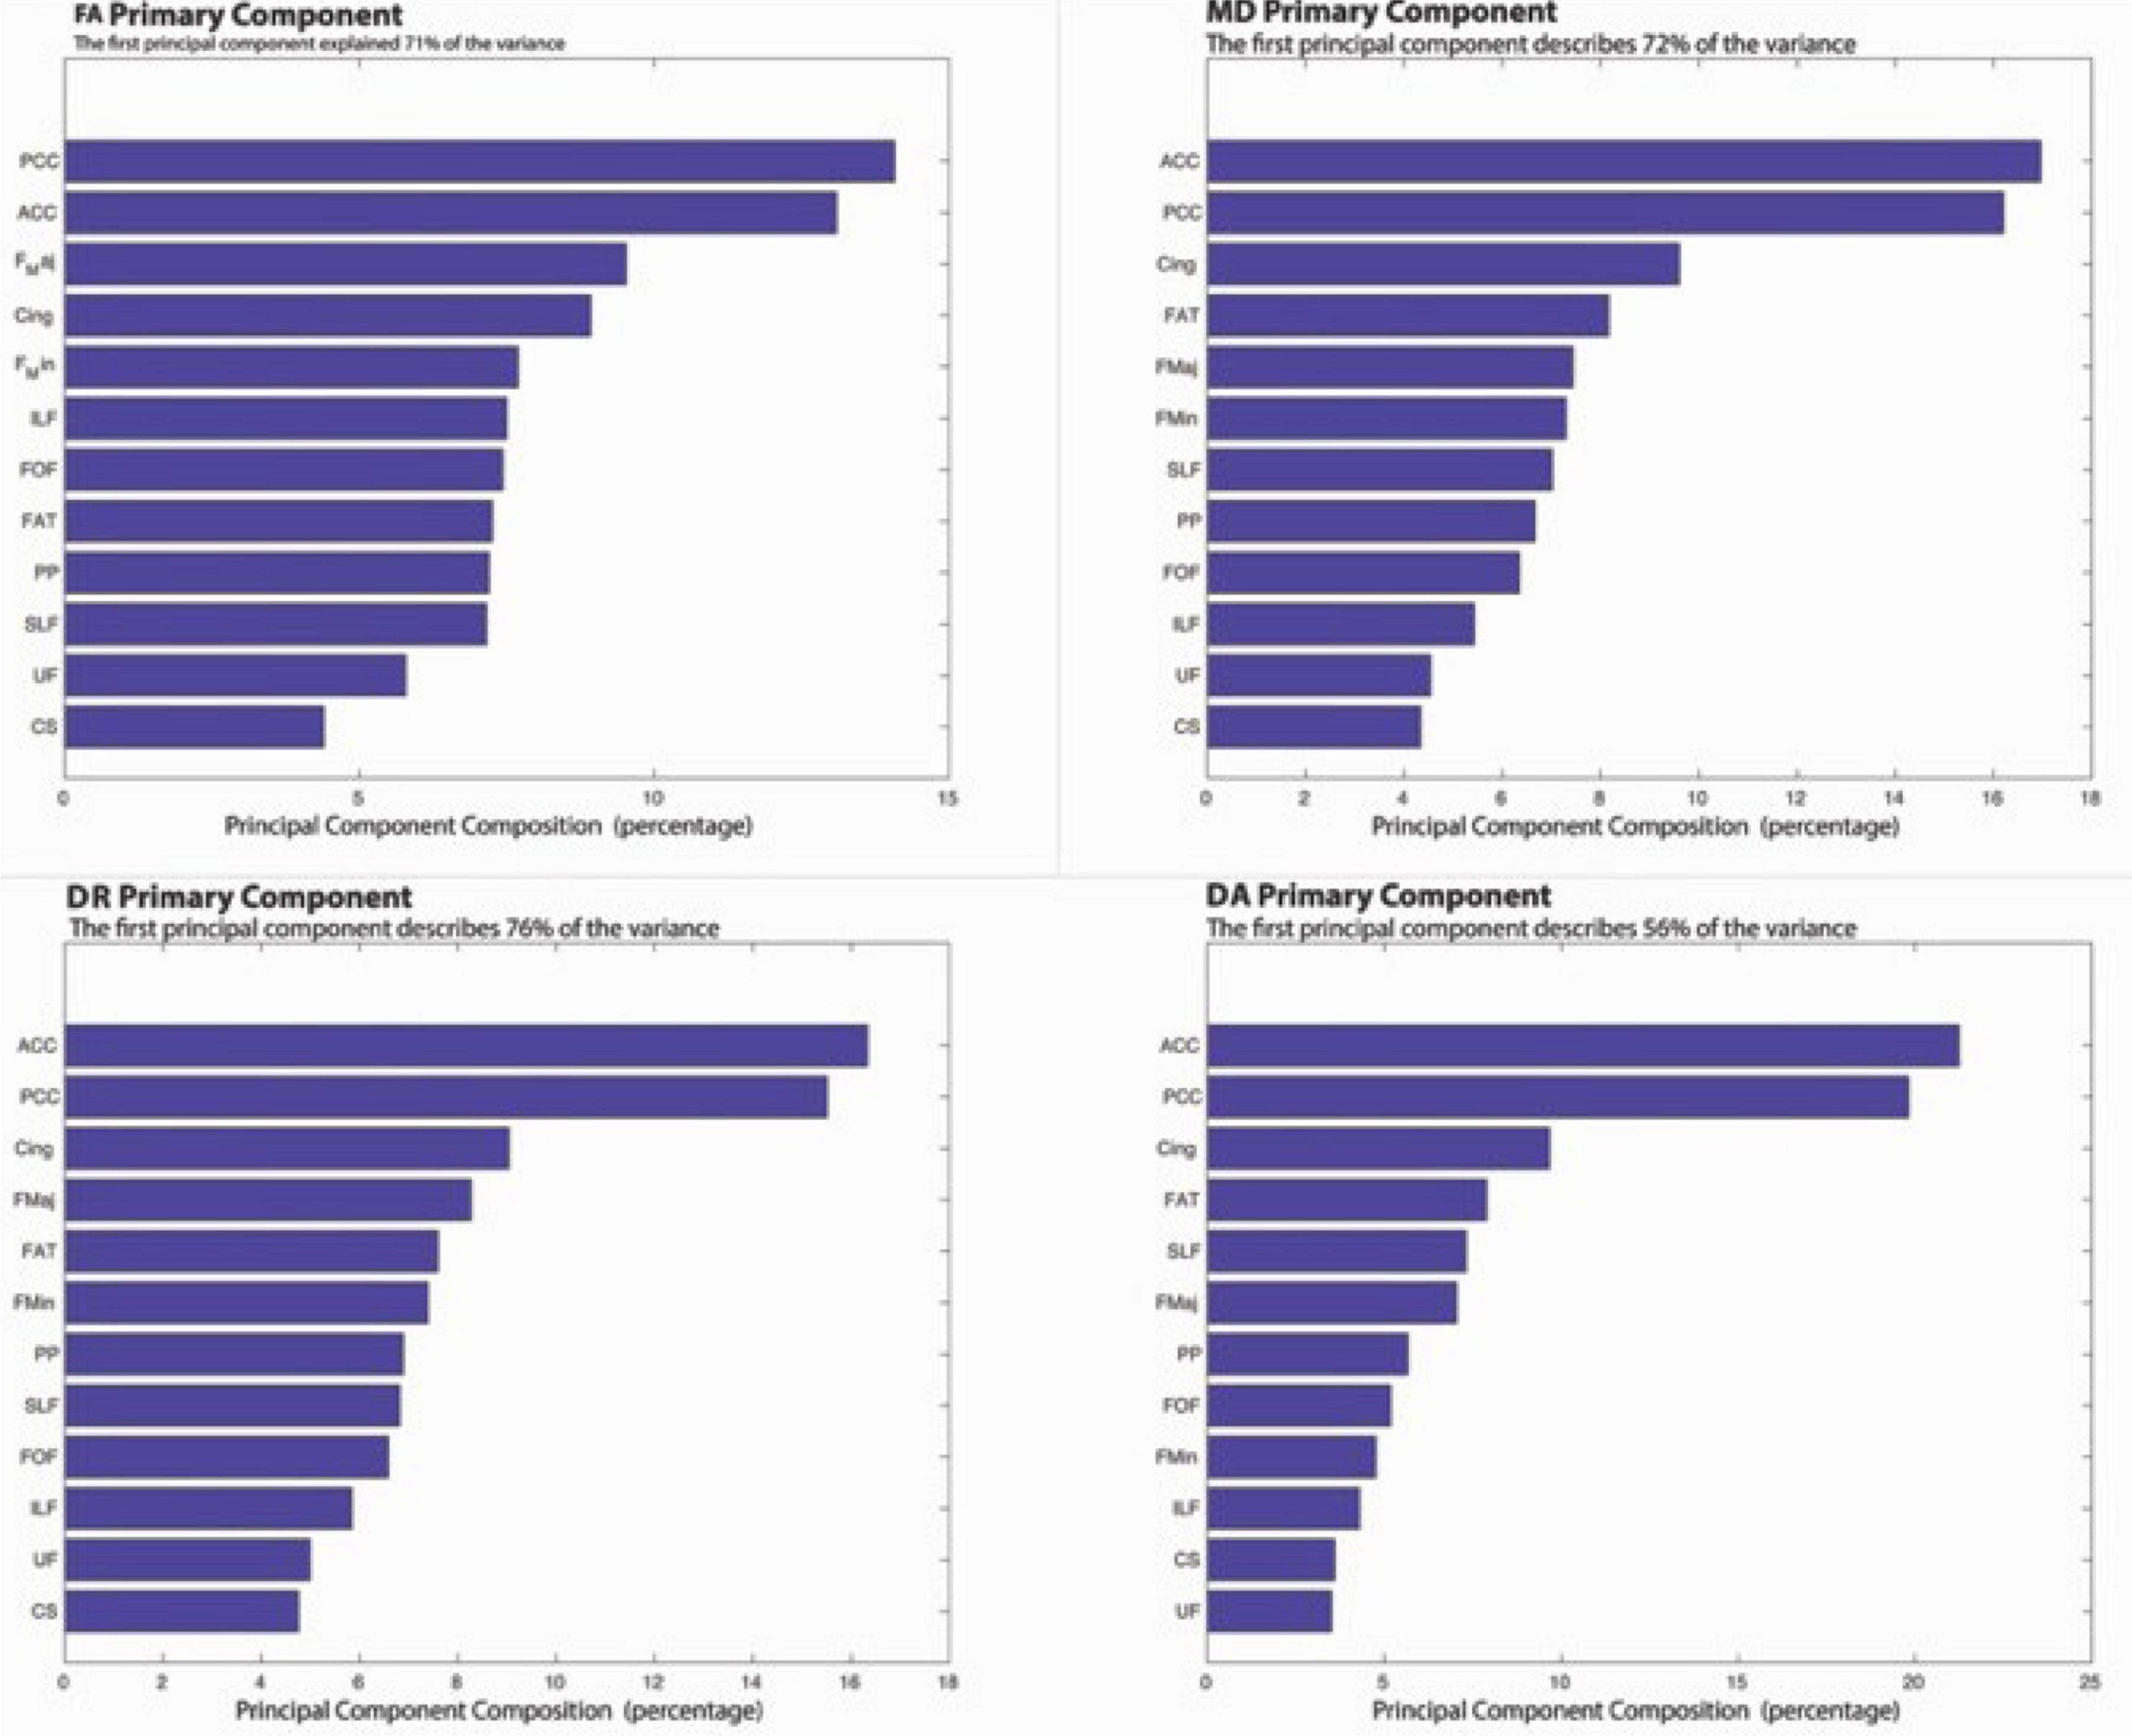 FA Primary Component
The first principal component explained 71% of the variance
PCC
ACC
FMaj
Cing
FMin
ILF
FOF
FAT
PP
SLF
UF
CS
0 5 10 15
Principal Component Composition (percentage)
MD Primary Component
The first principal component describes 72% of the variance
ACC
PCC
Cing
FAT
FMaj
FMin
SLF
PP
FOF
ILF
UF
CS
0 2 4 6 8 10 12 14 16 18
Principal Component Composition (percentage)
DR Primary Component
The first principal component describes 76% of the variance
ACC
PCC
Cing
FMaj
FAT
FMin
PP
SLF
FOF
ILF
UF
CS
0 2 4 6 8 10 12 14 16 18
Principal Component Composition (percentage)
DA Primary Component
The first principal component describes 56% of the variance
ACC
PCC
Cing
FAT
SLF
FMaj
PP
FOF
FMin
ILF
CS
UF
0 5 10 15 20 25
Principal Component Composition (percentage)